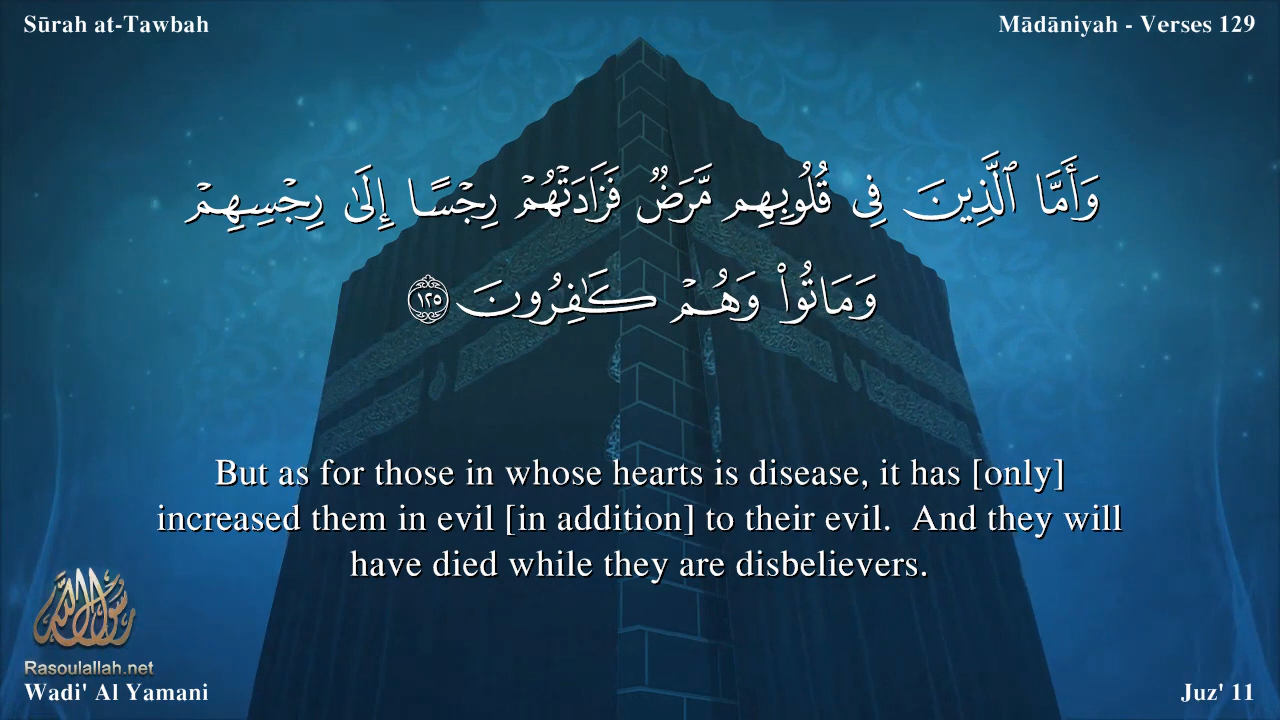 Sūrah at-Tawbah
Mādāniyah - Verses 129
وَأَمَّا ٱلَّذِينَ فِى قُلُوبِهِم مَّرَضٌ فَزَادَتْهُمْ رِجْسًا إِلَىٰ رِجْسِهِمْ
وَمَاتُوا۟ وَهُمْ كَـٰفِرُونَ ١٢٥
But as for those in whose hearts is disease, it has [only]
increased them in evil [in addition] to their evil.  And they will
have died while they are disbelievers.
رسول الله
Rasoulallah.net
Wadi' Al Yamani
Juz' 11